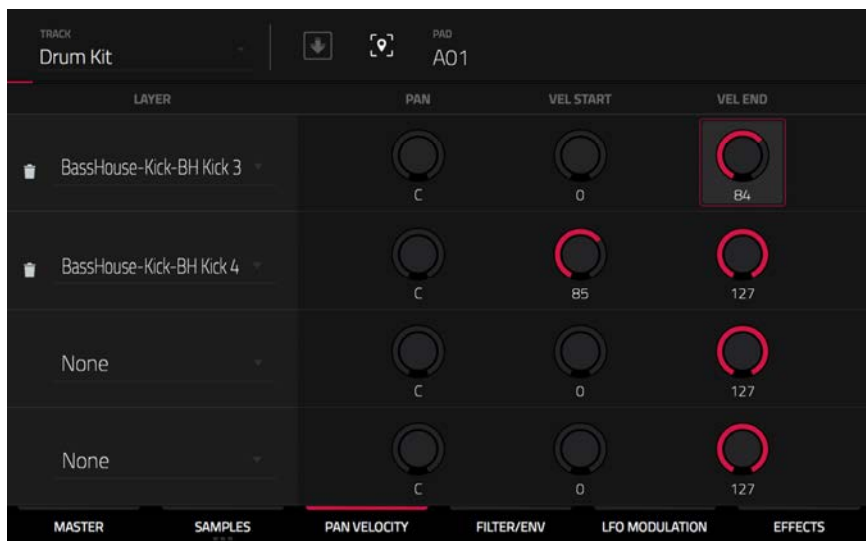 TRACK
Drum Kit
PAD
A01
LAYER PAN VEL START VEL END
BassHouse-Kick-BH Kick 3
C 0 84
BassHouse-Kick-BH Kick 4
C 85 127
None
C 0 127
None
C 0 127
MASTER SAMPLES PAN VELOCITY FILTER/ENV LFO MODULATION EFFECTS